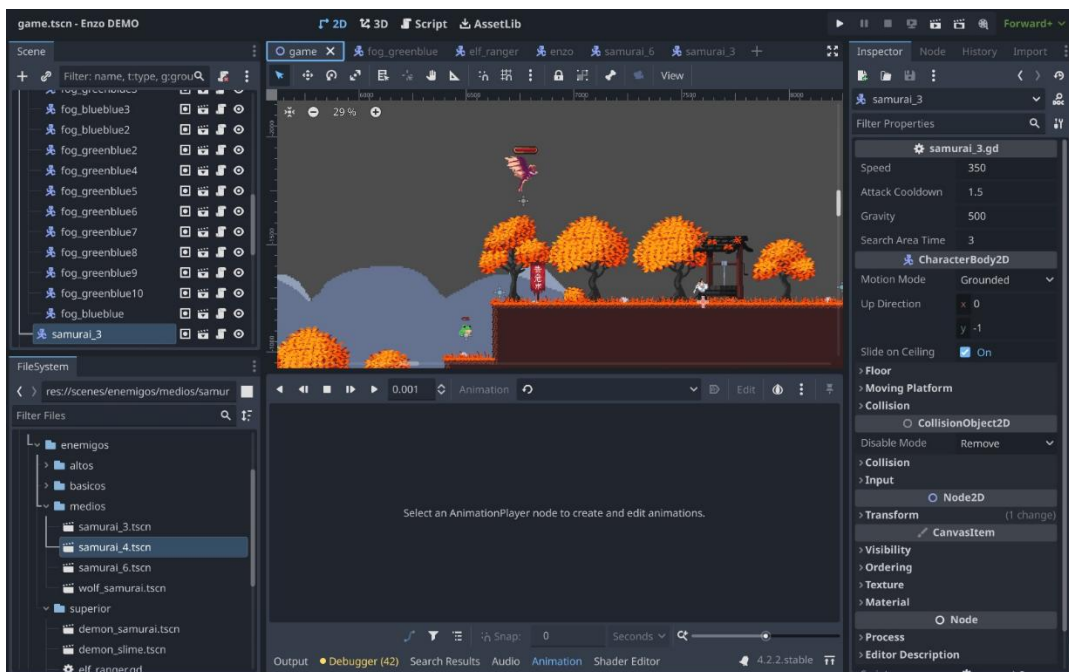 game.tscn - Enzo DEMO
2D
3D
Script
AssetLib
Forward+
Scene
Filter: name, t:type, g:grou
fog_blueblue3
fog_blueblue2
fog_greenblue2
fog_greenblue4
fog_greenblue5
fog_greenblue6
fog_greenblue7
fog_greenblue8
fog_greenblue9
fog_greenblue10
fog_blueblue
samurai_3
FileSystem
res://scenes/enemigos/medios/samur
Filter Files
enemigos
altos
basicos
medios
samurai_3.tscn
samurai_4.tscn
samurai_6.tscn
wolf_samurai.tscn
superior
demon_samurai.tscn
demon_slime.tscn
elf_ranger.gd
game
fog_greenblue
elf_ranger
enzo
samurai_6
samurai_3
View
29 %
7000
7500
8000
0.001
Animation
Edit
Select an AnimationPlayer node to create and edit animations.
Snap:
0
Seconds
Output
Debugger (42)
Search Results
Audio
Animation
Shader Editor
4.2.2.stable
Inspector
Node
History
Import
samurai_3
Filter Properties
samurai_3.gd
Speed
350
Attack Cooldown
1.5
Gravity
500
Search Area Time
3
CharacterBody2D
Motion Mode
Grounded
Up Direction
x 0
y -1
Slide on Ceiling
On
Floor
Moving Platform
Collision
CollisionObject2D
Disable Mode
Remove
Collision
Input
Node2D
Transform
(1 change)
CanvasItem
Visibility
Ordering
Texture
Material
Node
Process
Editor Description